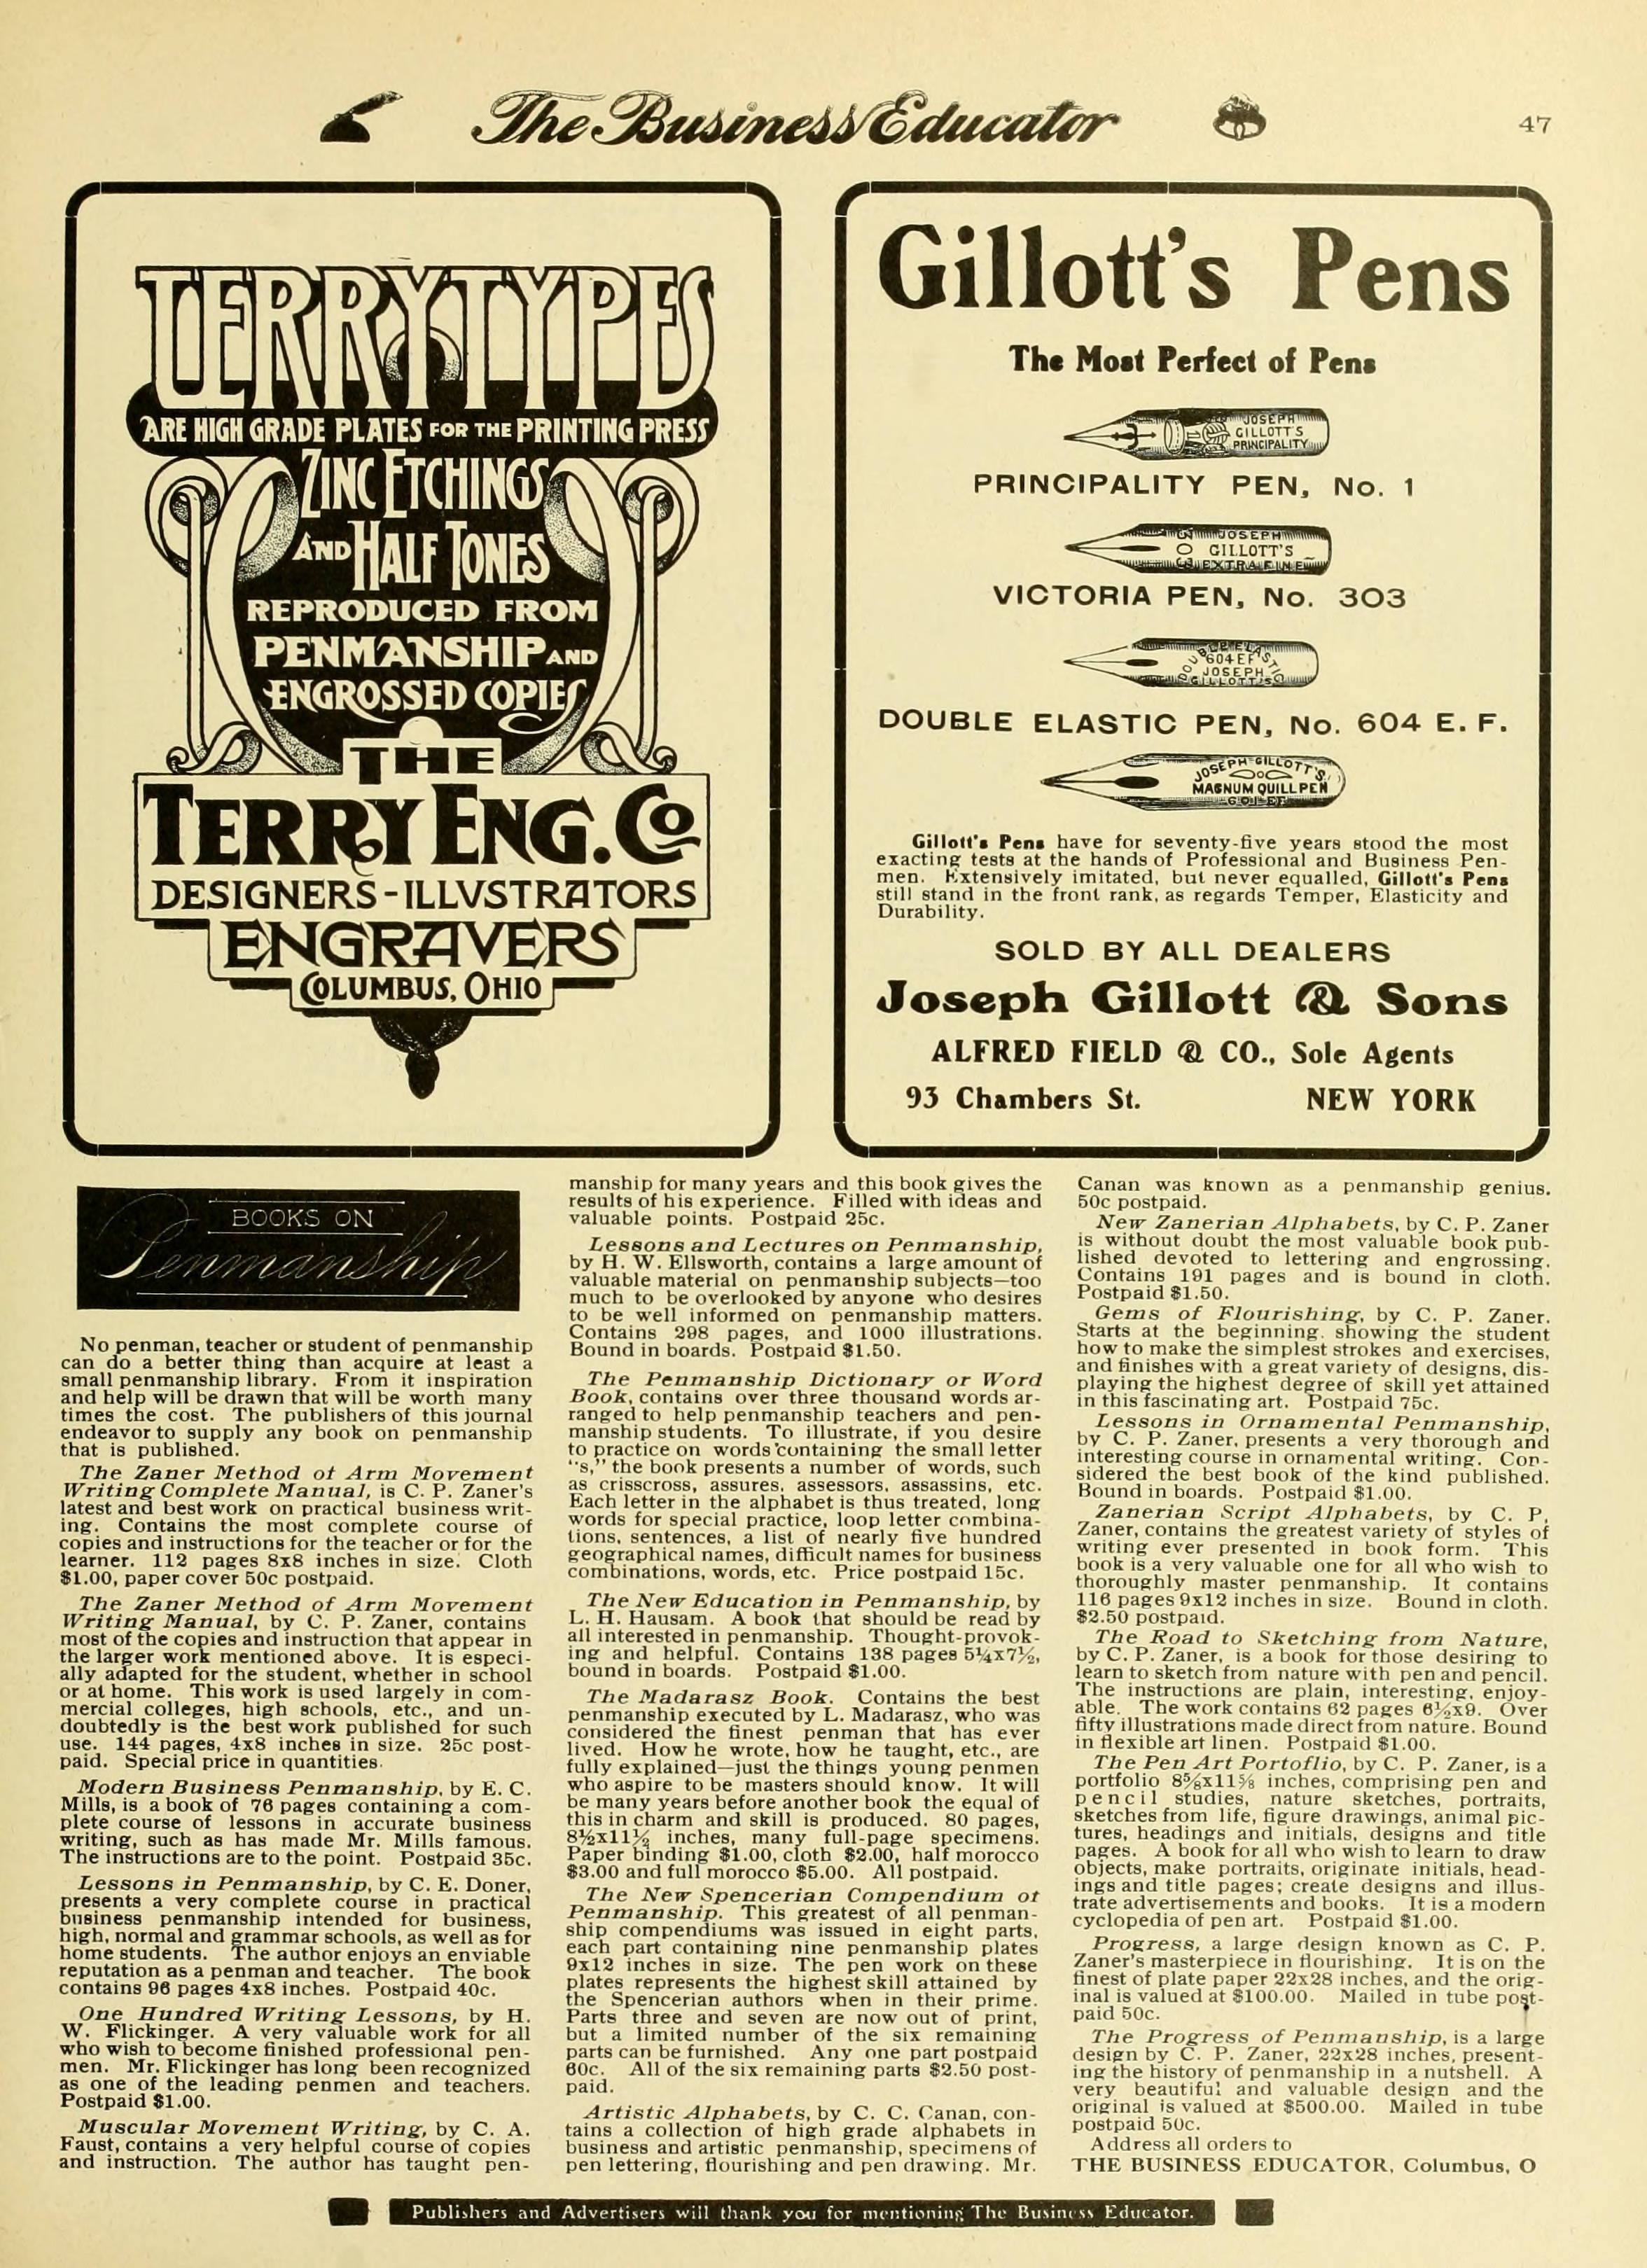 The Business Educator
47
TERRYTYPES
ARE HIGH GRADE PLATES FOR THE PRINTING PRESS
ZINC ETCHINGS
AND HALF TONES
REPRODUCED FROM
PENMANSHIP AND
ENGROSSED COPIES
THE
TERRY ENG. CO
DESIGNERS - ILLVSTRATORS
ENGRAVERS
COLUMBUS, OHIO
Gillott's Pens
The Most Perfect of Pens
JOSEPH
GILLOTT'S
PRINCIPALITY
PRINCIPALITY PEN, No. 1
303
JOSEPH
GILLOTT'S
EXTRA FINE
VICTORIA PEN, No. 303
DOUBLE ELASTIC
604 EF
JOSEPH
GILLOTT'S
DOUBLE ELASTIC PEN, No. 604 E. F.
JOSEPH GILLOTT'S
MAGNUM QUILL PEN
601 EF
Gillott's Pens have for seventy-five years stood the most
exacting tests at the hands of Professional and Business Pen-
men. Extensively imitated, but never equalled, Gillott's Pens
still stand in the front rank, as regards Temper, Elasticity and
Durability.
SOLD BY ALL DEALERS
Joseph Gillott & Sons
ALFRED FIELD & CO., Sole Agents
93 Chambers St. NEW YORK
BOOKS ON
Penmanship
No penman, teacher or student of penmanship
can do a better thing than acquire at least a
small penmanship library. From it inspiration
and help will be drawn that will be worth many
times the cost. The publishers of this journal
endeavor to supply any book on penmanship
that is published.
The Zaner Method of Arm Movement
Writing Complete Manual, is C. P. Zaner's
latest and best work on practical business writ-
ing. Contains the most complete course of
copies and instructions for the teacher or for the
learner. 112 pages 8x8 inches in size. Cloth
$1.00, paper cover 50c postpaid.
The Zaner Method of Arm Movement
Writing Manual, by C. P. Zaner, contains
most of the copies and instruction that appear in
the larger work mentioned above. It is especi-
ally adapted for the student, whether in school
or at home. This work is used largely in com-
mercial colleges, high schools, etc., and un-
doubtedly is the best work published for such
use. 144 pages, 4x8 inches in size. 25c post-
paid. Special price in quantities.
Modern Business Penmanship, by E. C.
Mills, is a book of 76 pages containing a com-
plete course of lessons in accurate business
writing, such as has made Mr. Mills famous.
The instructions are to the point. Postpaid 35c.
Lessons in Penmanship, by C. E. Doner,
presents a very complete course in practical
business penmanship intended for business,
high, normal and grammar schools, as well as for
home students. The author enjoys an enviable
reputation as a penman and teacher. The book
contains 96 pages 4x8 inches. Postpaid 40c.
One Hundred Writing Lessons, by H.
W. Flickinger. A very valuable work for all
who wish to become finished professional pen-
men. Mr. Flickinger has long been recognized
as one of the leading penmen and teachers.
Postpaid $1.00.
Muscular Movement Writing, by C. A.
Faust, contains a very helpful course of copies
and instruction. The author has taught pen-
manship for many years and this book gives the
results of his experience. Filled with ideas and
valuable points. Postpaid 25c.
Lessons and Lectures on Penmanship,
by H. W. Ellsworth, contains a large amount of
valuable material on penmanship subjects—too
much to be overlooked by anyone who desires
to be well informed on penmanship matters.
Contains 298 pages, and 1000 illustrations.
Bound in boards. Postpaid $1.50.
The Penmanship Dictionary or Word
Book, contains over three thousand words ar-
ranged to help penmanship teachers and pen-
manship students. To illustrate, if you desire
to practice on words containing the small letter
"s," the book presents a number of words, such
as crisscross, assures, assessors, assassins, etc.
Each letter in the alphabet is thus treated, long
words for special practice, loop letter combina-
tions, sentences, a list of nearly five hundred
geographical names, difficult names for business
combinations, words, etc. Price postpaid 15c.
The New Education in Penmanship, by
L. H. Hausam. A book that should be read by
all interested in penmanship. Thought-provok-
ing and helpful. Contains 138 pages 5¼x7½,
bound in boards. Postpaid $1.00.
The Madarasz Book. Contains the best
penmanship executed by L. Madarasz, who was
considered the finest penman that has ever
lived. How he wrote, how he taught, etc., are
fully explained—just the things young penmen
who aspire to be masters should know. It will
be many years before another book the equal of
this in charm and skill is produced. 80 pages,
8½x11½ inches, many full-page specimens.
Paper binding $1.00, cloth $2.00, half morocco
$3.00 and full morocco $5.00. All postpaid.
The New Spencerian Compendium of
Penmanship. This greatest of all penman-
ship compendiums was issued in eight parts,
each part containing nine penmanship plates
9x12 inches in size. The pen work on these
plates represents the highest skill attained by
the Spencerian authors when in their prime.
Parts three and seven are now out of print,
but a limited number of the six remaining
parts can be furnished. Any one part postpaid
60c. All of the six remaining parts $2.50 post-
paid.
Artistic Alphabets, by C. C. Canan, con-
tains a collection of high grade alphabets in
business and artistic penmanship, specimens of
pen lettering, flourishing and pen drawing. Mr.
Canan was known as a penmanship genius.
50c postpaid.
New Zanerian Alphabets, by C. P. Zaner
is without doubt the most valuable book pub-
lished devoted to lettering and engrossing.
Contains 191 pages and is bound in cloth.
Postpaid $1.50.
Gems of Flourishing, by C. P. Zaner.
Starts at the beginning. showing the student
how to make the simplest strokes and exercises,
and finishes with a great variety of designs, dis-
playing the highest degree of skill yet attained
in this fascinating art. Postpaid 75c.
Lessons in Ornamental Penmanship,
by C. P. Zaner, presents a very thorough and
interesting course in ornamental writing. Con-
sidered the best book of the kind published.
Bound in boards. Postpaid $1.00.
Zanerian Script Alphabets, by C. P.
Zaner, contains the greatest variety of styles of
writing ever presented in book form. This
book is a very valuable one for all who wish to
thoroughly master penmanship. It contains
116 pages 9x12 inches in size. Bound in cloth.
$2.50 postpaid.
The Road to Sketching from Nature,
by C. P. Zaner, is a book for those desiring to
learn to sketch from nature with pen and pencil.
The instructions are plain, interesting, enjoy-
able. The work contains 62 pages 6½x9. Over
fifty illustrations made direct from nature. Bound
in flexible art linen. Postpaid $1.00.
The Pen Art Portoflio, by C. P. Zaner, is a
portfolio 8⅝x11⅝ inches, comprising pen and
pencil studies, nature sketches, portraits,
sketches from life, figure drawings, animal pic-
tures, headings and initials, designs and title
pages. A book for all who wish to learn to draw
objects, make portraits, originate initials, head-
ings and title pages; create designs and illus-
trate advertisements and books. It is a modern
cyclopedia of pen art. Postpaid $1.00.
Progress, a large design known as C. P.
Zaner's masterpiece in flourishing. It is on the
finest of plate paper 22x28 inches, and the orig-
inal is valued at $100.00. Mailed in tube post-
paid 50c.
The Progress of Penmanship, is a large
design by C. P. Zaner, 22x28 inches, present-
ing the history of penmanship in a nutshell. A
very beautiful and valuable design and the
original is valued at $500.00. Mailed in tube
postpaid 50c.
Address all orders to
THE BUSINESS EDUCATOR, Columbus, O
Publishers and Advertisers will thank you for mentioning The Business Educator.